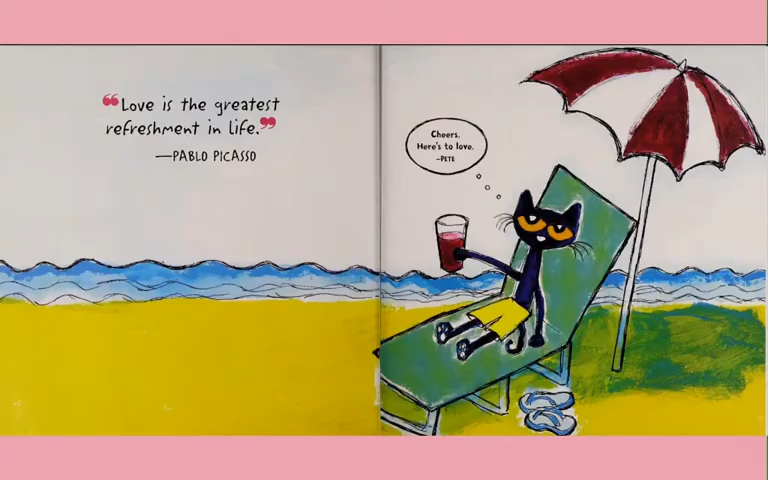 “Love is the greatest
refreshment in life.”
—PABLO PICASSO
Cheers.
Here's to love.
—PETE